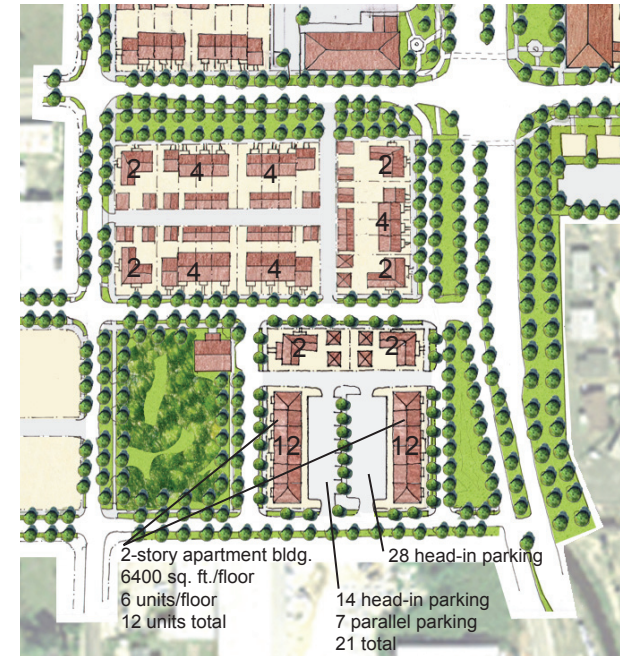 2 4 4 2
4
2 4 4 2
2 2
12 12
2-story apartment bldg.
6400 sq. ft./floor
6 units/floor
12 units total
28 head-in parking
14 head-in parking
7 parallel parking
21 total